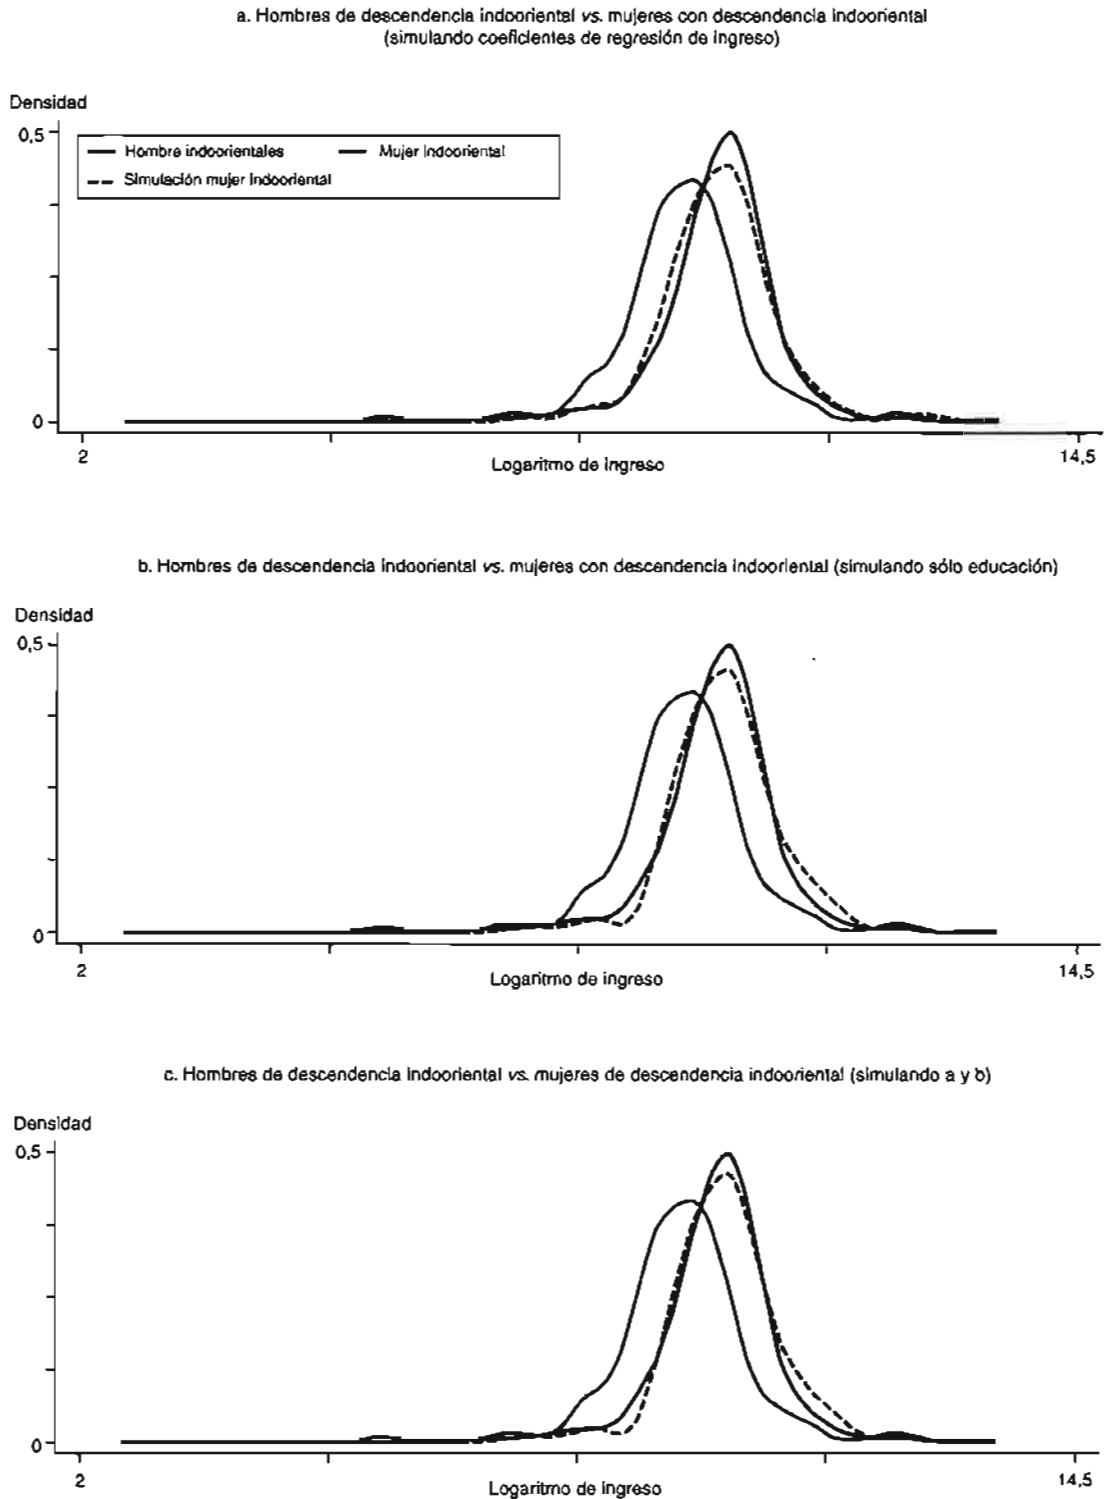 a. Hombres de descendencia indooriental vs. mujeres con descendencia indooriental
(simulando coeficientes de regresión de ingreso)
Densidad
0,5
Hombre indoorientales
Mujer indooriental
Simulación mujer indooriental
0
2
14,5
Logaritmo de ingreso
b. Hombres de descendencia indooriental vs. mujeres con descendencia indooriental (simulando sólo educación)
Densidad
0,5
0
2
14,5
Logaritmo de ingreso
c. Hombres de descendencia indooriental vs. mujeres de descendencia indooriental (simulando a y b)
Densidad
0,5
0
2
14,5
Logaritmo de ingreso